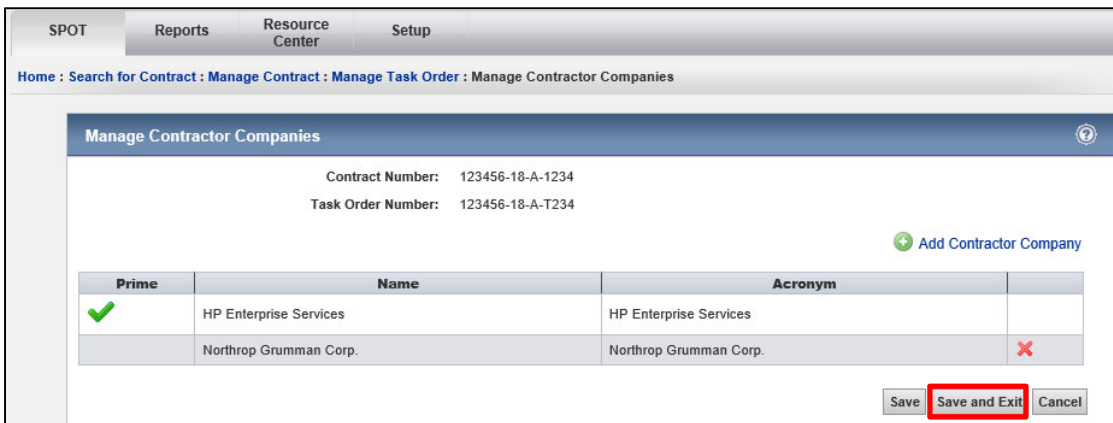 SPOT Reports Resource Center Setup
Home : Search for Contract : Manage Contract : Manage Task Order : Manage Contractor Companies
Manage Contractor Companies
Contract Number: 123456-18-A-1234
Task Order Number: 123456-18-A-T234
Add Contractor Company
Prime Name Acronym
HP Enterprise Services HP Enterprise Services
Northrop Grumman Corp. Northrop Grumman Corp.
Save Save and Exit Cancel